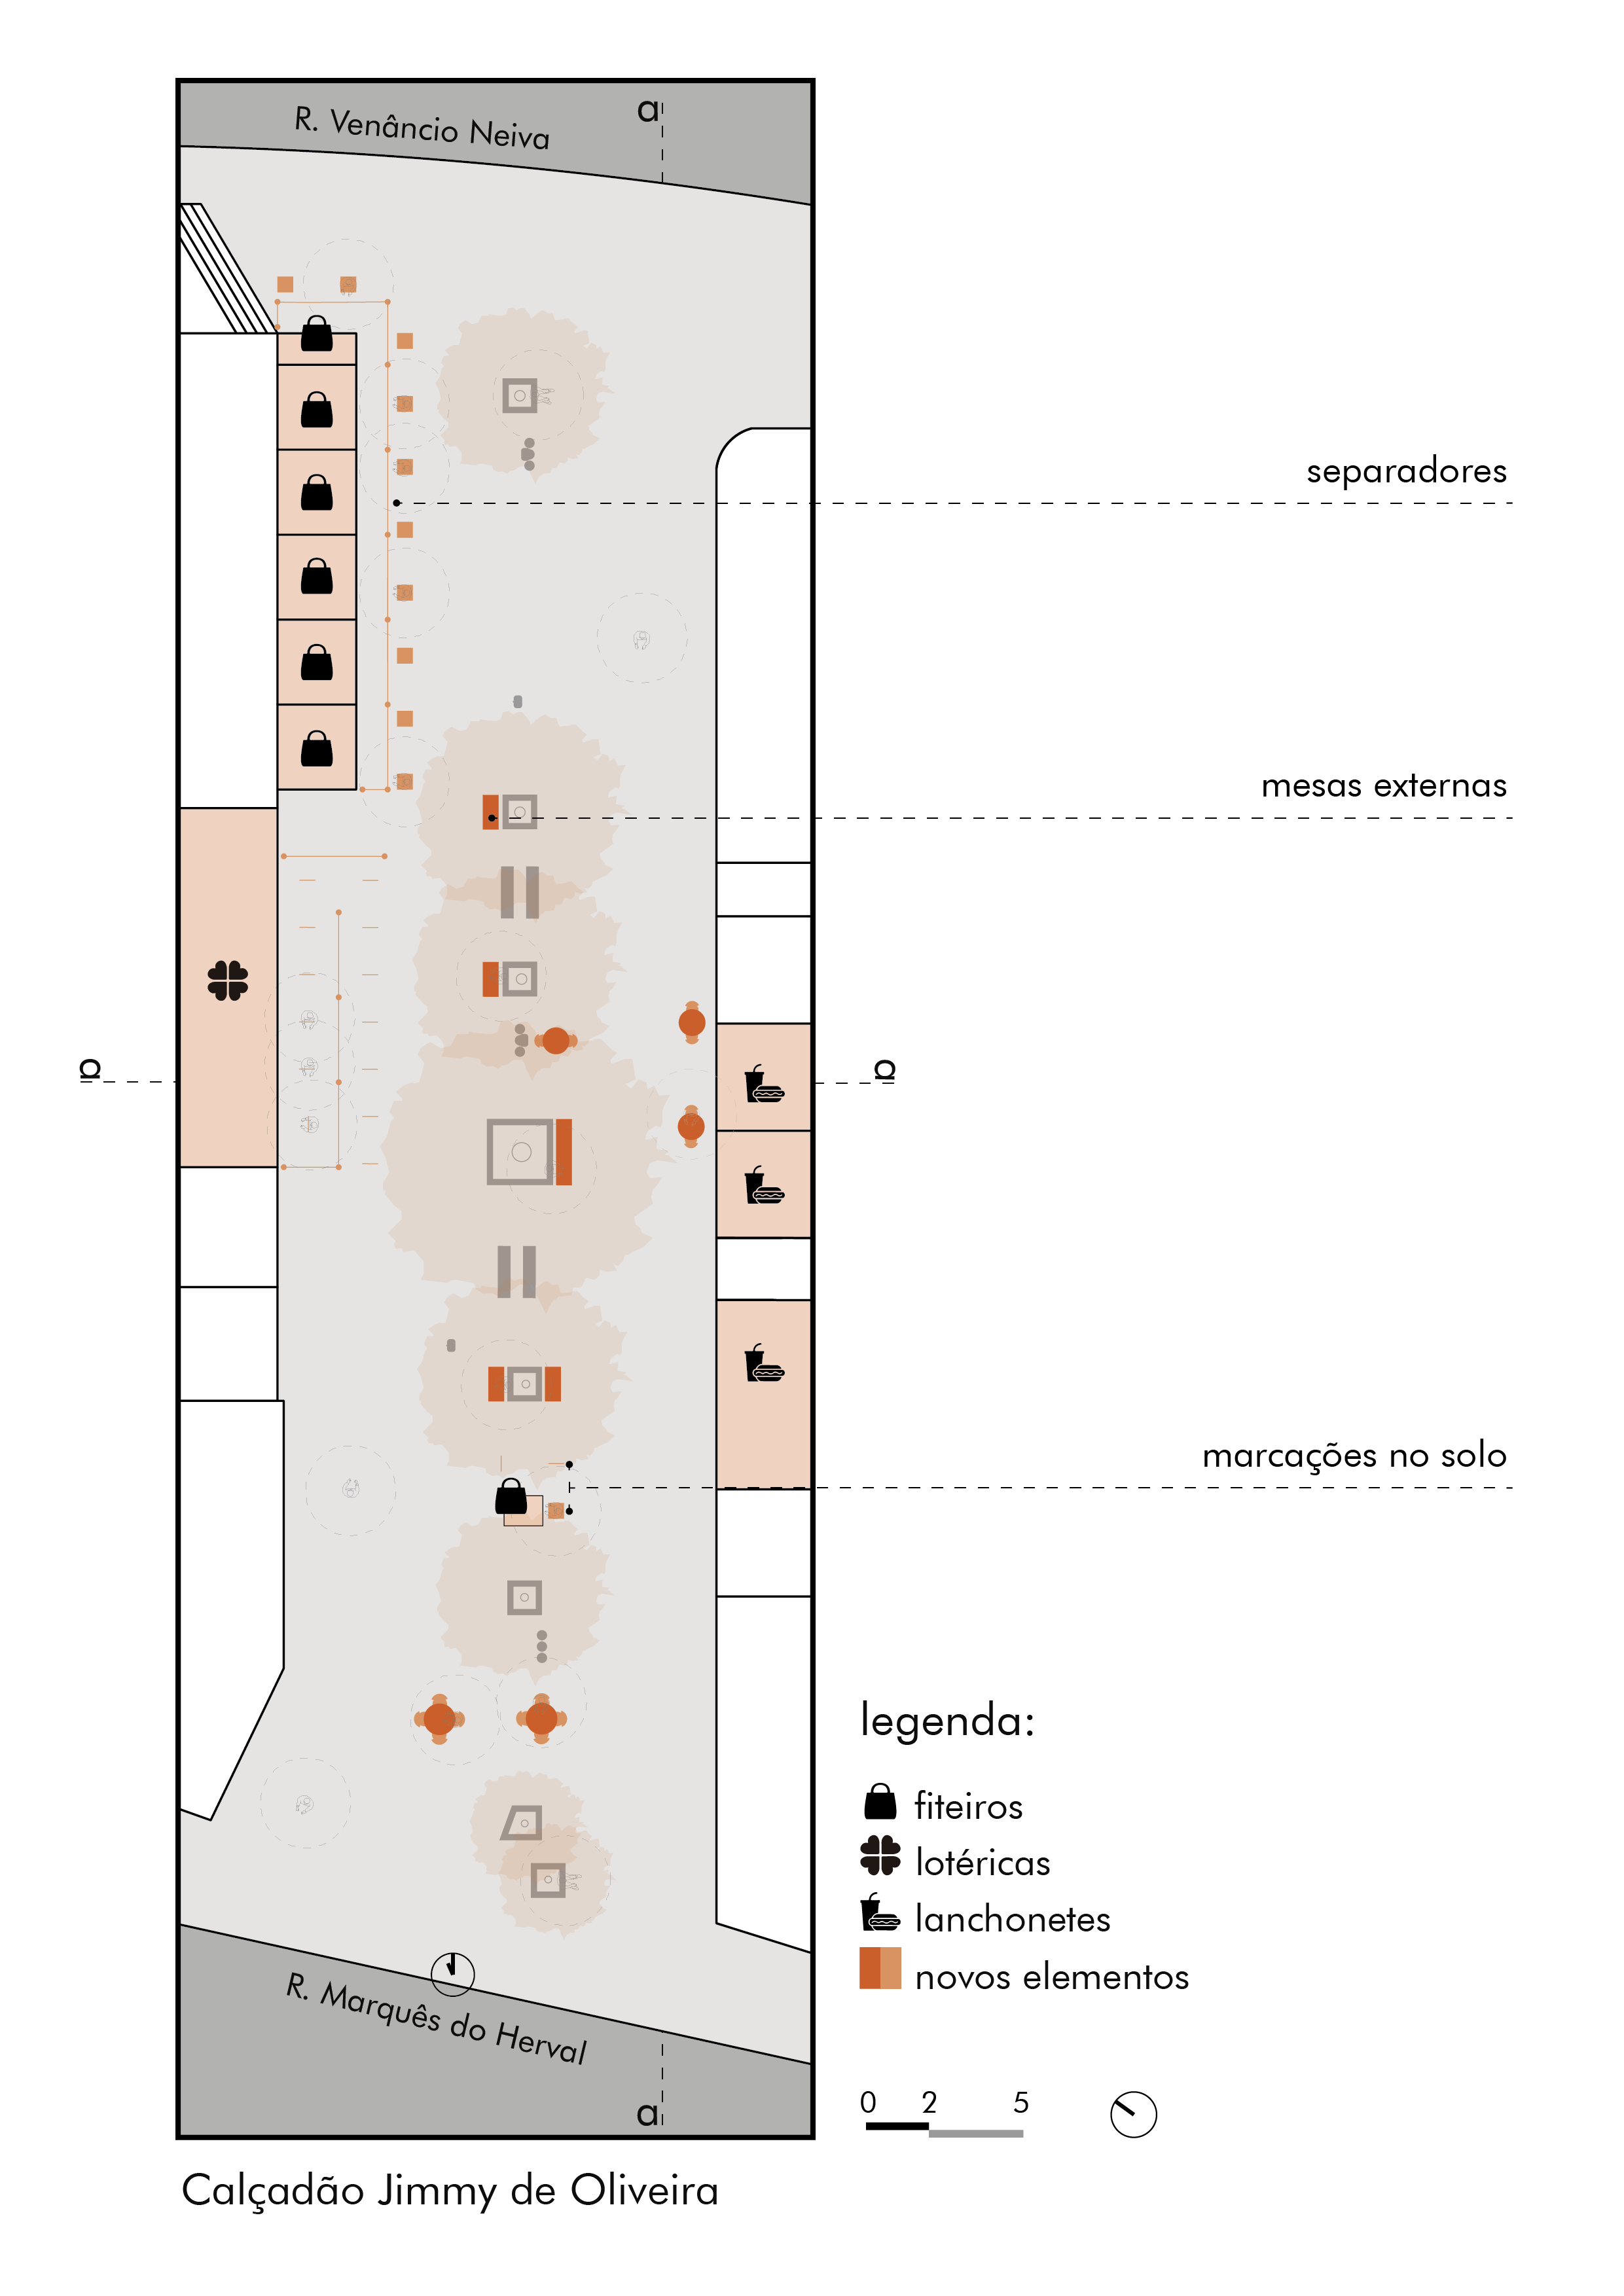 R. Venâncio Neiva
a
separadores
mesas externas
a
a
marcações no solo
legenda:
fiteiros
lotéricas
lanchonetes
novos elementos
R. Marquês do Herval
a
0 2 5
Calçadão Jimmy de Oliveira